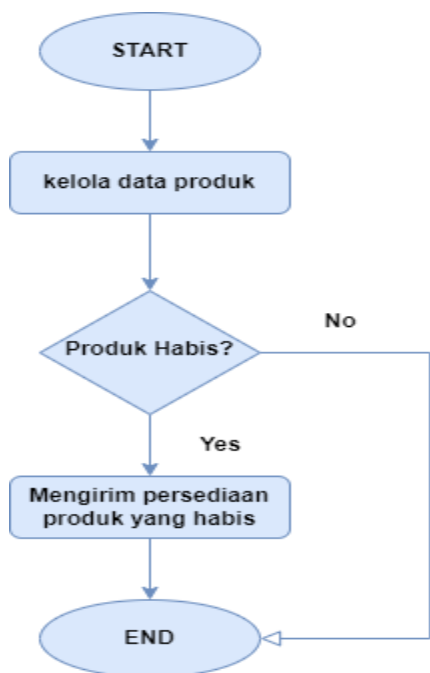 START
kelola data produk
Produk Habis?
No
Yes
Mengirim persediaan
produk yang habis
END